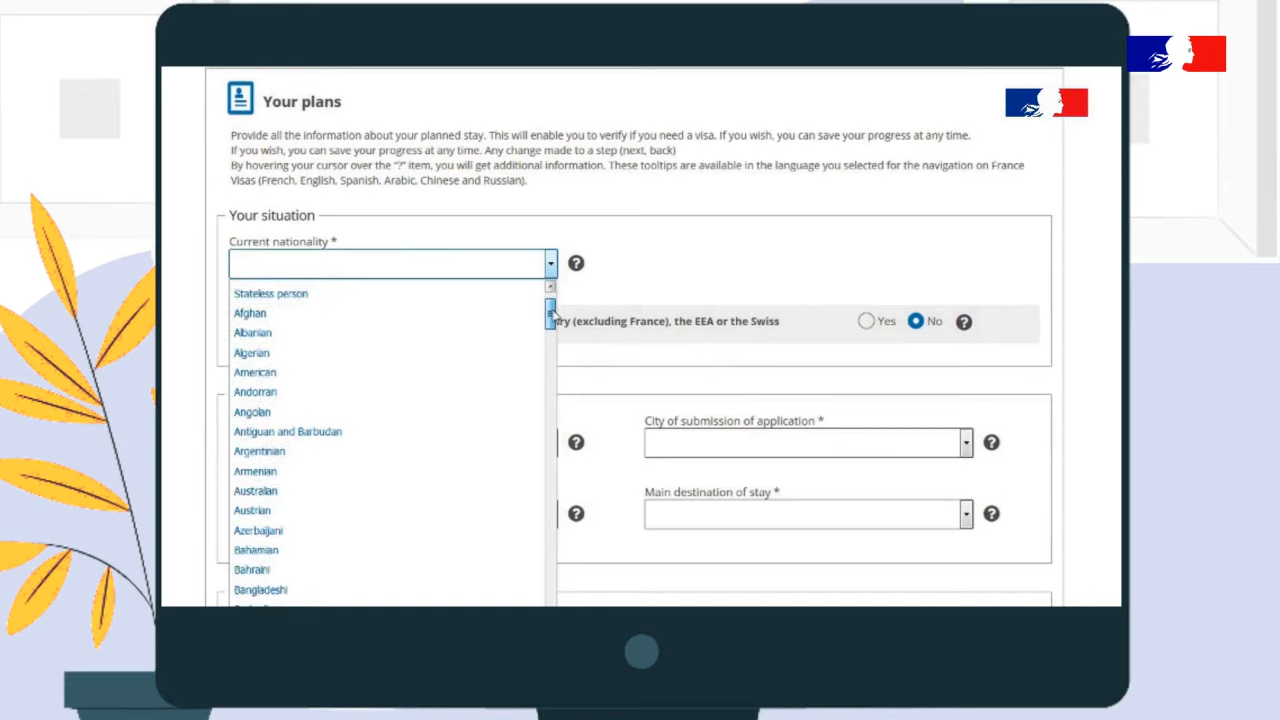 Your plans
Provide all the information about your planned stay. This will enable you to verify if you need a visa. If you wish, you can save your progress at any time.
If you wish, you can save your progress at any time. Any change made to a step (next, back)
By hovering your cursor over the "?" item, you will get additional information. These tooltips are available in the language you selected for the navigation on France
Visas (French, English, Spanish, Arabic, Chinese and Russian).
Your situation
Current nationality *
?
Stateless person
Afghan
(excluding France), the EEA or the Swiss
Yes
No
?
Albanian
Algerian
American
Andorran
Angolan
City of submission of application *
Antiguan and Barbudan
?
?
Argentinian
Armenian
Australian
Main destination of stay *
Austrian
?
?
Azerbaijani
Bahamian
Bahraini
Bangladeshi